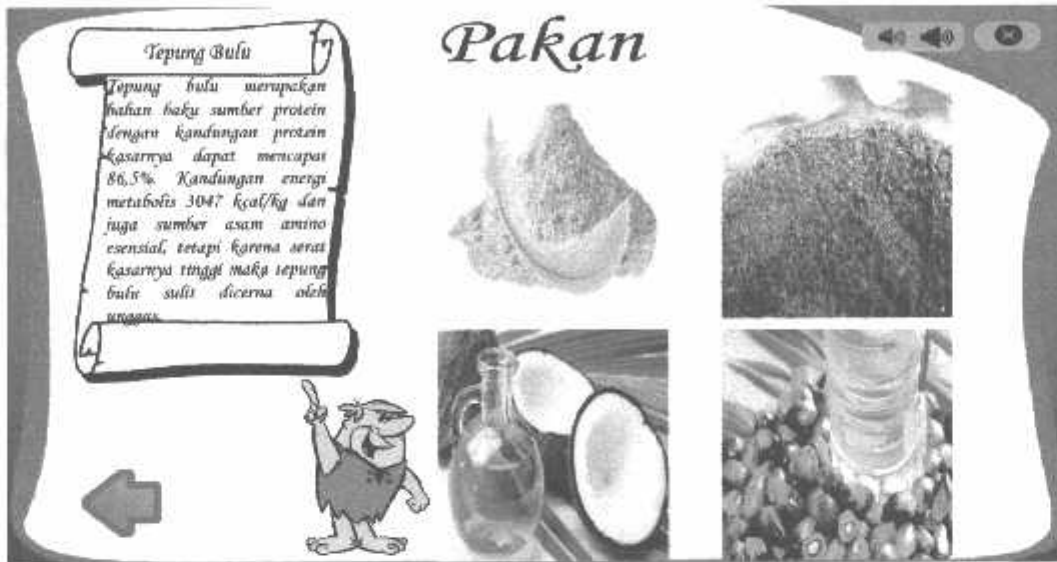 Pakan
Tepung Bulu
Tepung bulu merupakan
bahan baku sumber protein
dengan kandungan protein
kasarnya dapat mencapai
86,5%. Kandungan energi
metabolis 3047 kcal/kg dan
juga sumber asam amino
esensial, tetapi karena serat
kasarnya tinggi maka tepung
bulu sulit dicerna oleh
unggas.